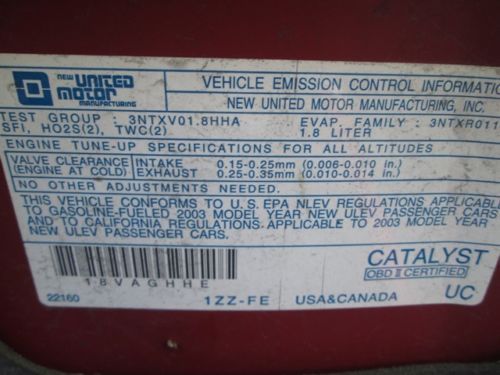 NEW UNITED MOTOR MANUFACTURING
VEHICLE EMISSION CONTROL INFORMATIO
NEW UNITED MOTOR MANUFACTURING, INC.
TEST GROUP : 3NTXV01.8HHA EVAP. FAMILY : 3NTXR011
SFI, HO2S(2), TWC(2) 1.8 LITER
ENGINE TUNE-UP SPECIFICATIONS FOR ALL ALTITUDES
VALVE CLEARANCE INTAKE 0.15-0.25mm (0.006-0.010 in.)
(ENGINE AT COLD) EXHAUST 0.25-0.35mm (0.010-0.014 in.)
NO OTHER ADJUSTMENTS NEEDED.
THIS VEHICLE CONFORMS TO U.S. EPA NLEV REGULATIONS APPLICABL
TO GASOLINE-FUELED 2003 MODEL YEAR NEW ULEV PASSENGER CARS
AND TO CALIFORNIA REGULATIONS APPLICABLE TO 2003 MODEL YEAR
NEW ULEV PASSENGER CARS.
CATALYST
OBD II CERTIFIED
18VAGHHE
22160 1ZZ-FE USA&CANADA UC